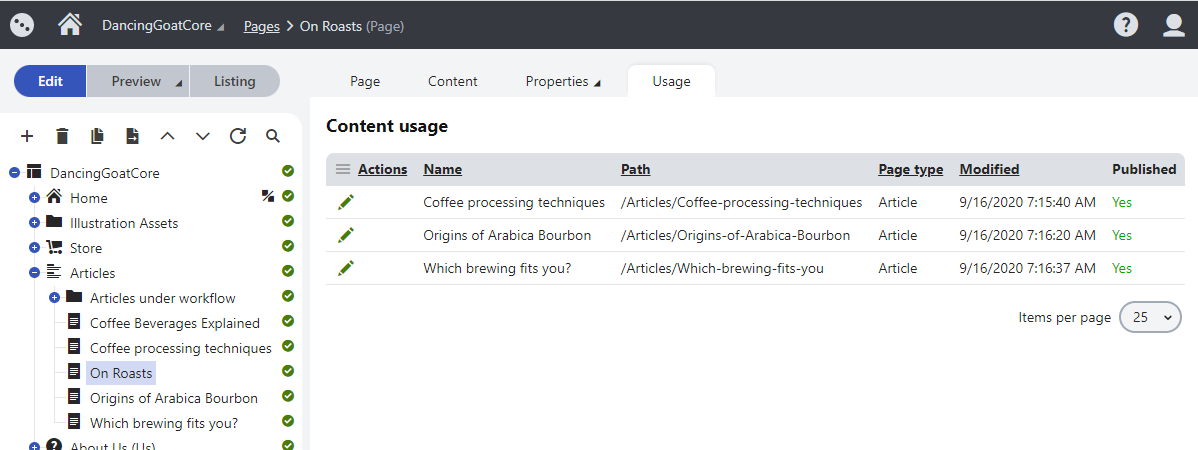 DancingGoatCore Pages On Roasts (Page)
Edit Preview Listing
Page Content Properties Usage
DancingGoatCore
Home
Illustration Assets
Store
Articles
Articles under workflow
Coffee Beverages Explained
Coffee processing techniques
On Roasts
Origins of Arabica Bourbon
Which brewing fits you?
About Us (Us)
Content usage
Actions Name Path Page type Modified Published
Coffee processing techniques /Articles/Coffee-processing-techniques Article 9/16/2020 7:15:40 AM Yes
Origins of Arabica Bourbon /Articles/Origins-of-Arabica-Bourbon Article 9/16/2020 7:16:20 AM Yes
Which brewing fits you? /Articles/Which-brewing-fits-you Article 9/16/2020 7:16:37 AM Yes
Items per page 25